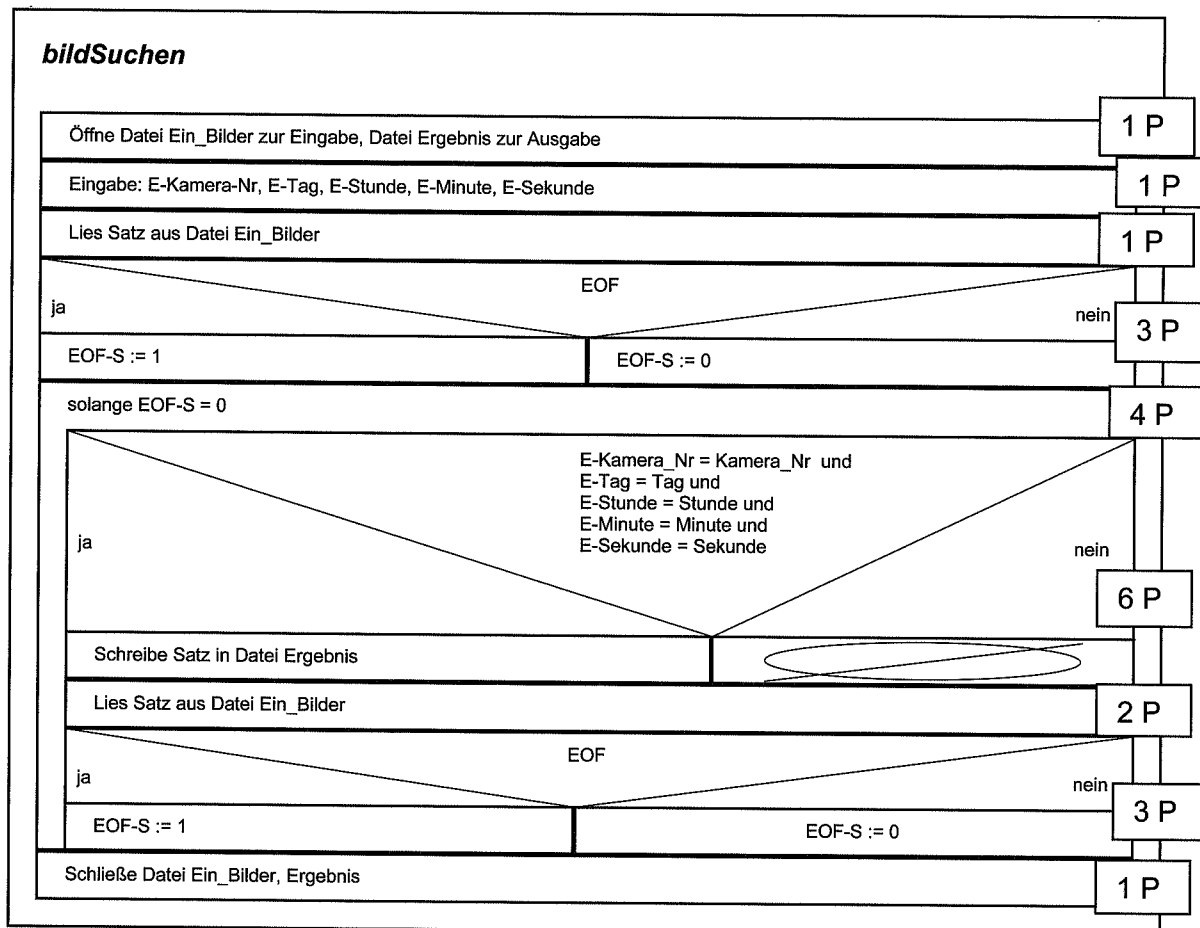 bildSuchen
Öffne Datei Ein_Bilder zur Eingabe, Datei Ergebnis zur Ausgabe
1 P
Eingabe: E-Kamera-Nr, E-Tag, E-Stunde, E-Minute, E-Sekunde
1 P
Lies Satz aus Datei Ein_Bilder
1 P
EOF
ja
nein
3 P
EOF-S := 1
EOF-S := 0
solange EOF-S = 0
4 P
E-Kamera_Nr = Kamera_Nr und
E-Tag = Tag und
E-Stunde = Stunde und
E-Minute = Minute und
E-Sekunde = Sekunde
ja
nein
6 P
Schreibe Satz in Datei Ergebnis
Lies Satz aus Datei Ein_Bilder
2 P
EOF
ja
nein
3 P
EOF-S := 1
EOF-S := 0
Schließe Datei Ein_Bilder, Ergebnis
1 P